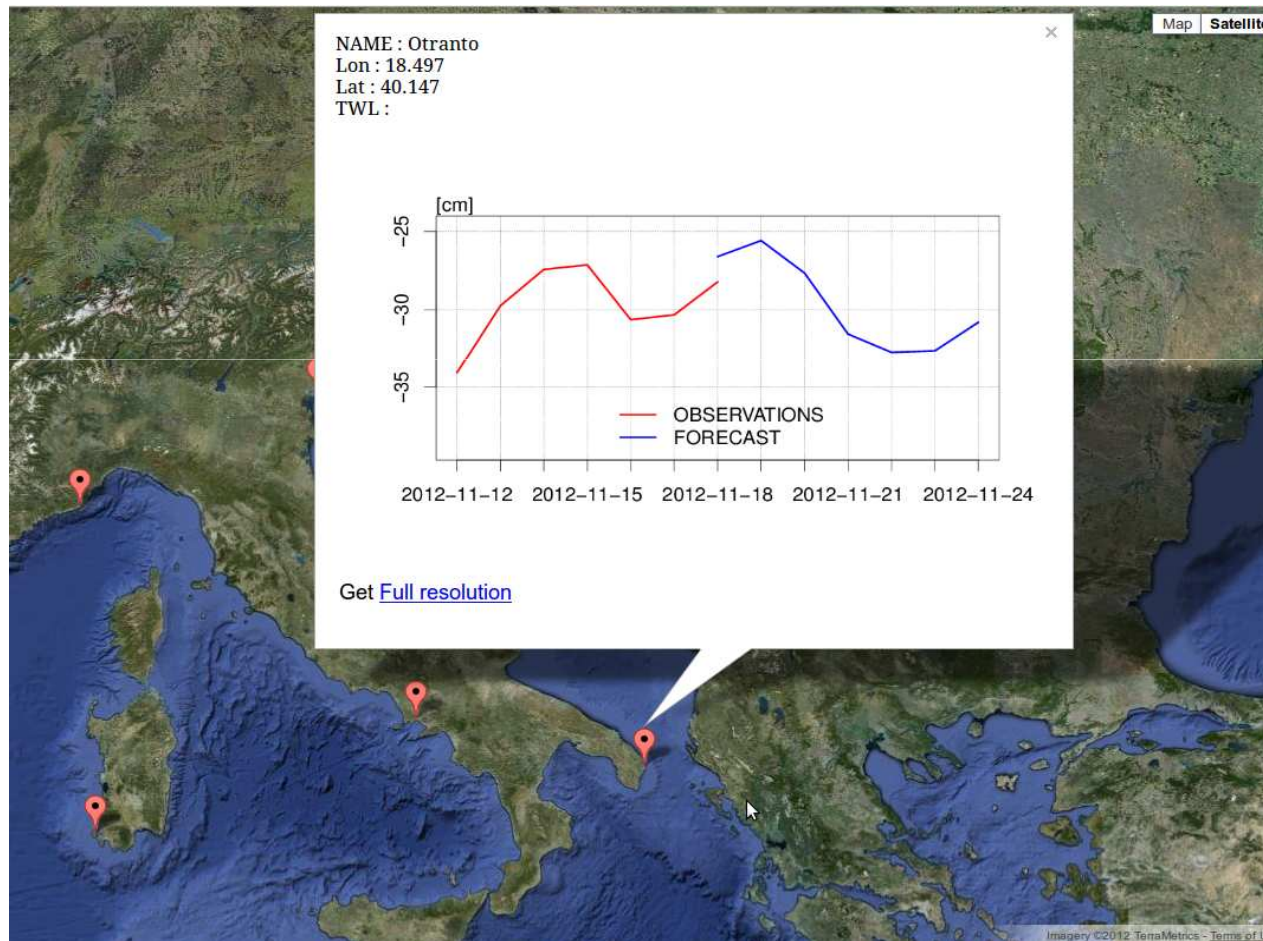 Map Satellite
×
NAME : Otranto
Lon : 18.497
Lat : 40.147
TWL :
[cm]
-25
-30
-35
OBSERVATIONS
FORECAST
2012-11-12 2012-11-15 2012-11-18 2012-11-21 2012-11-24
Get Full resolution
Imagery ©2012 TerraMetrics - Terms of U